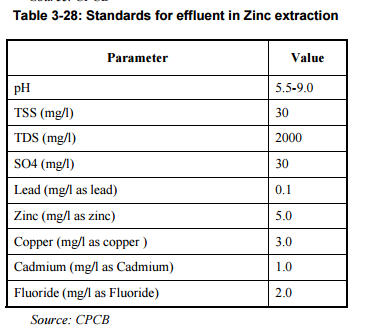 Table 3-28: Standards for effluent in Zinc extraction
Parameter Value
pH 5.5-9.0
TSS (mg/l) 30
TDS (mg/l) 2000
SO4 (mg/l) 30
Lead (mg/l as lead) 0.1
Zinc (mg/l as zinc) 5.0
Copper (mg/l as copper ) 3.0
Cadmium (mg/l as Cadmium) 1.0
Fluoride (mg/l as Fluoride) 2.0
Source: CPCB